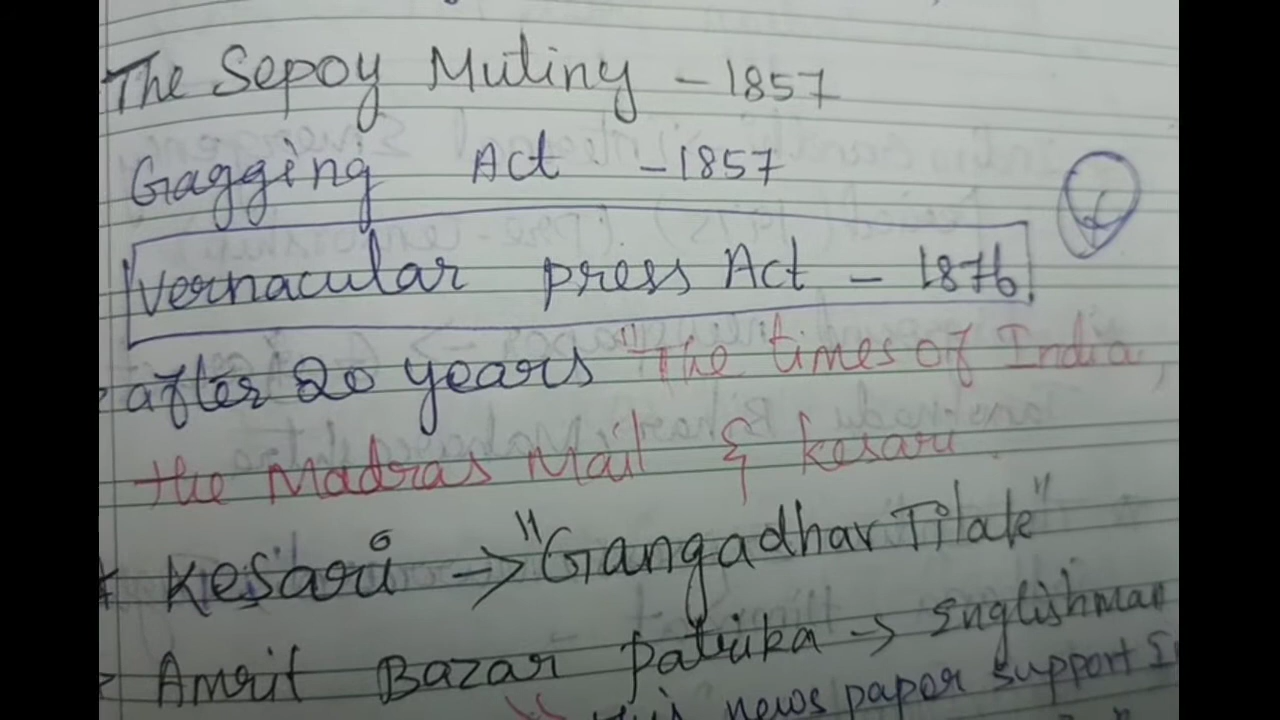 The Sepoy Mutiny - 1857
Gagging Act - 1857
Vernacular press Act - 1876
after 20 years "The times of India,
the Madras Mail & kesari
Kesari → "Gangadhar Tilak"
Amrit Bazar Patrika → Englishman
this news paper support